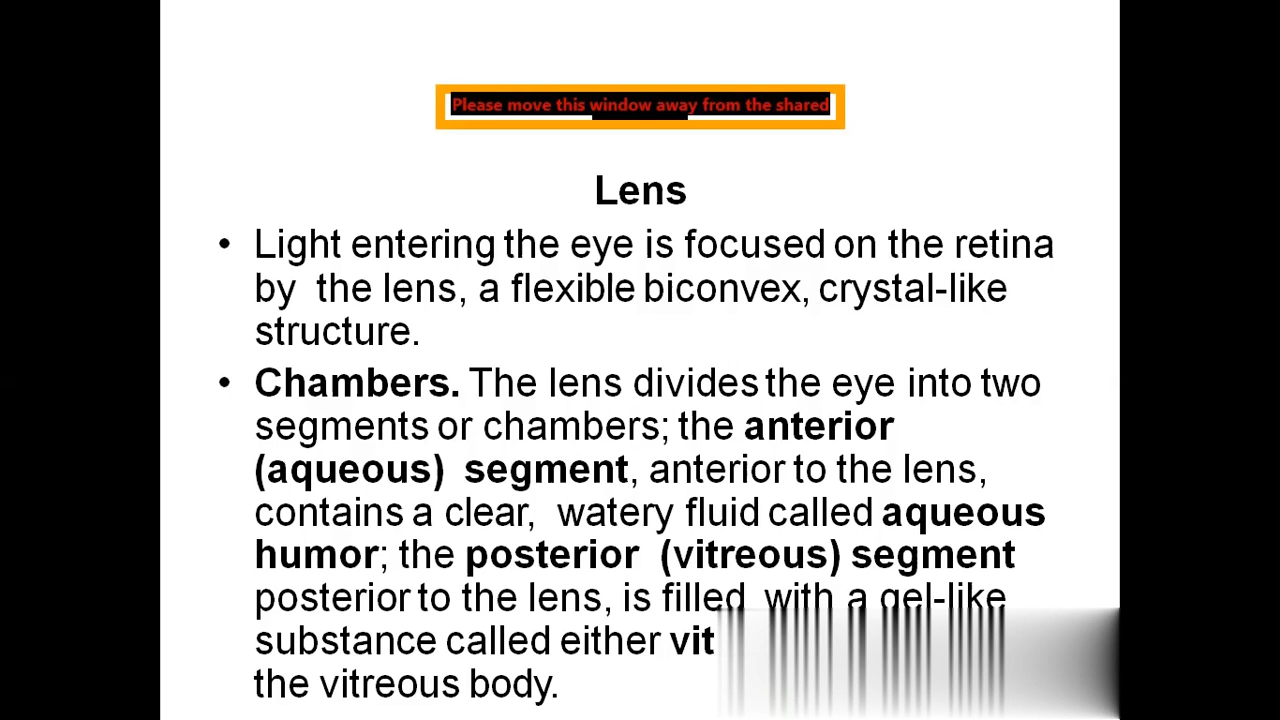 Please move this window away from the shared
Lens
• Light entering the eye is focused on the retina
by the lens, a flexible biconvex, crystal-like
structure.
• Chambers. The lens divides the eye into two
segments or chambers; the anterior
(aqueous) segment, anterior to the lens,
contains a clear, watery fluid called aqueous
humor; the posterior (vitreous) segment
posterior to the lens, is filled with a gel-like
substance called either
the vitreous body.